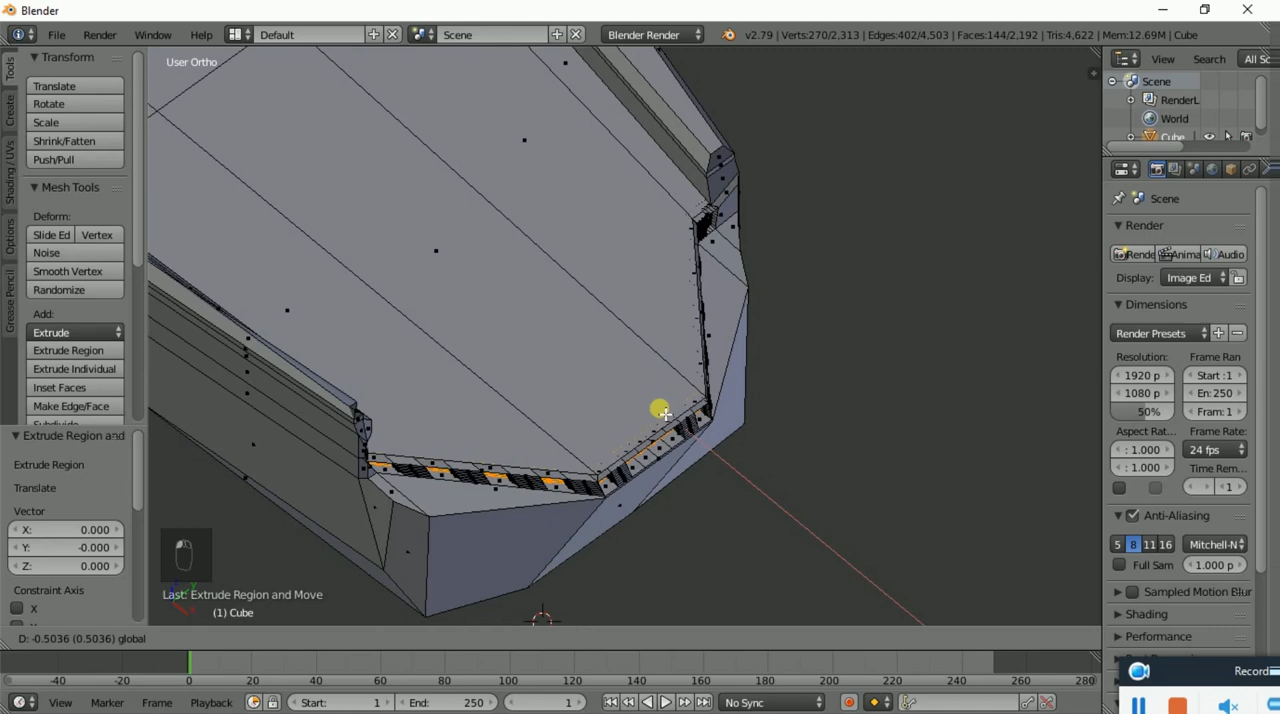 Blender
File Render Window Help Default Scene Blender Render v2.79 | Verts:270/2,313 | Edges:402/4,503 | Faces:144/2,192 | Tris:4,622 | Mem:12.69M | Cube
Tools
Create
Shading / UVs
Options
Grease Pencil
Transform
Translate
Rotate
Scale
Shrink/Fatten
Push/Pull
Mesh Tools
Deform:
Slide Ed Vertex
Noise
Smooth Vertex
Randomize
Add:
Extrude
Extrude Region
Extrude Individual
Inset Faces
Make Edge/Face
Extrude Region and
Extrude Region
Translate
Vector
X: 0.000
Y: -0.000
Z: 0.000
Constraint Axis
X
User Ortho
Last: Extrude Region and Move
(1) Cube
D: -0.5036 (0.5036) global
View Search All Sc
Scene
RenderL
World
Cube
Scene
Render
Rende Anima Audio
Display: Image Ed
Dimensions
Render Presets
Resolution: Frame Ran
1920 p Start :1
1080 p En: 250
50% Fram: 1
Aspect Rat... Frame Rate:
: 1.000 24 fps
: 1.000 Time Rem...
1
Anti-Aliasing
5 8 11 16 Mitchell-N
Full Sam 1.000 p
Sampled Motion Blur
Shading
Performance
Record
-40 -20 0 20 40 60 80 100 120 140 160 180 200 220 240 260 280
View Marker Frame Playback Start: 1 End: 250 1 No Sync